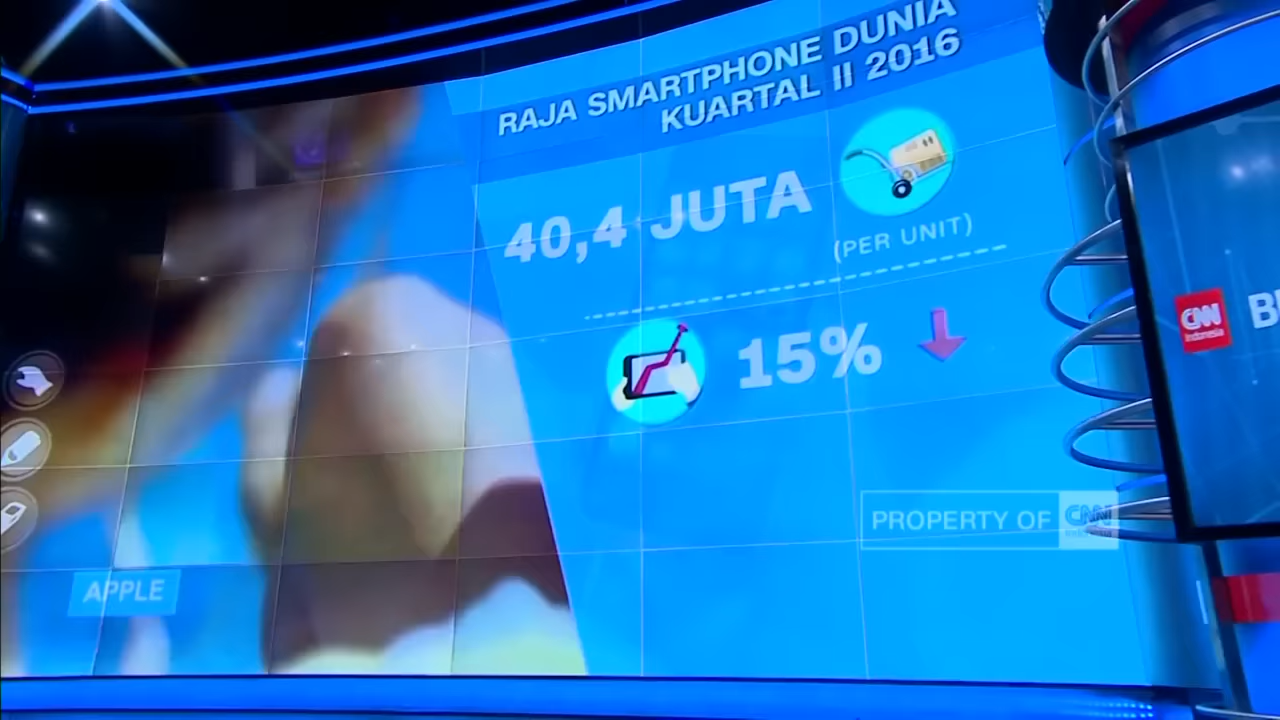 RAJA SMARTPHONE DUNIA
KUARTAL II 2016
40,4 JUTA
(PER UNIT)
15%
PROPERTY OF CNN
APPLE
CNN
Indonesia